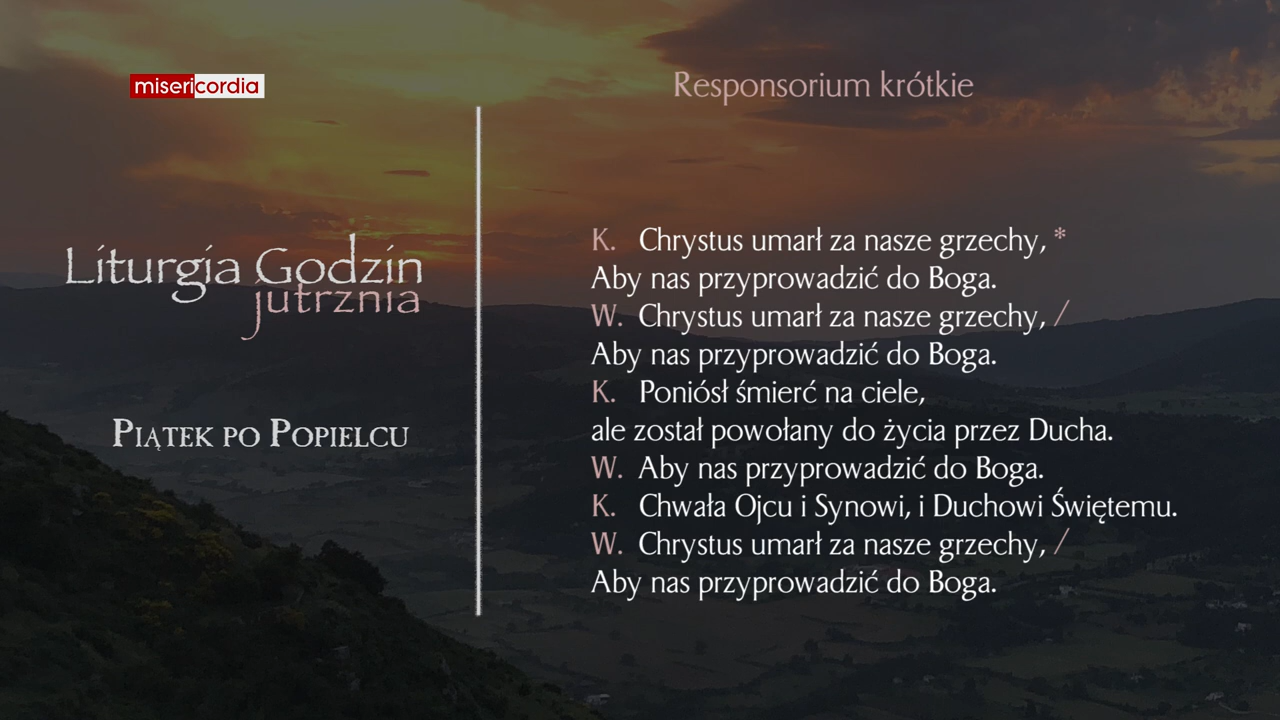 misericordia
Liturgia Godzin
jutrznia
Piątek po Popielcu
Responsorium krótkie
K. Chrystus umarł za nasze grzechy, *
Aby nas przyprowadzić do Boga.
W. Chrystus umarł za nasze grzechy, /
Aby nas przyprowadzić do Boga.
K. Poniósł śmierć na ciele,
ale został powołany do życia przez Ducha.
W. Aby nas przyprowadzić do Boga.
K. Chwała Ojcu i Synowi, i Duchowi Świętemu.
W. Chrystus umarł za nasze grzechy, /
Aby nas przyprowadzić do Boga.